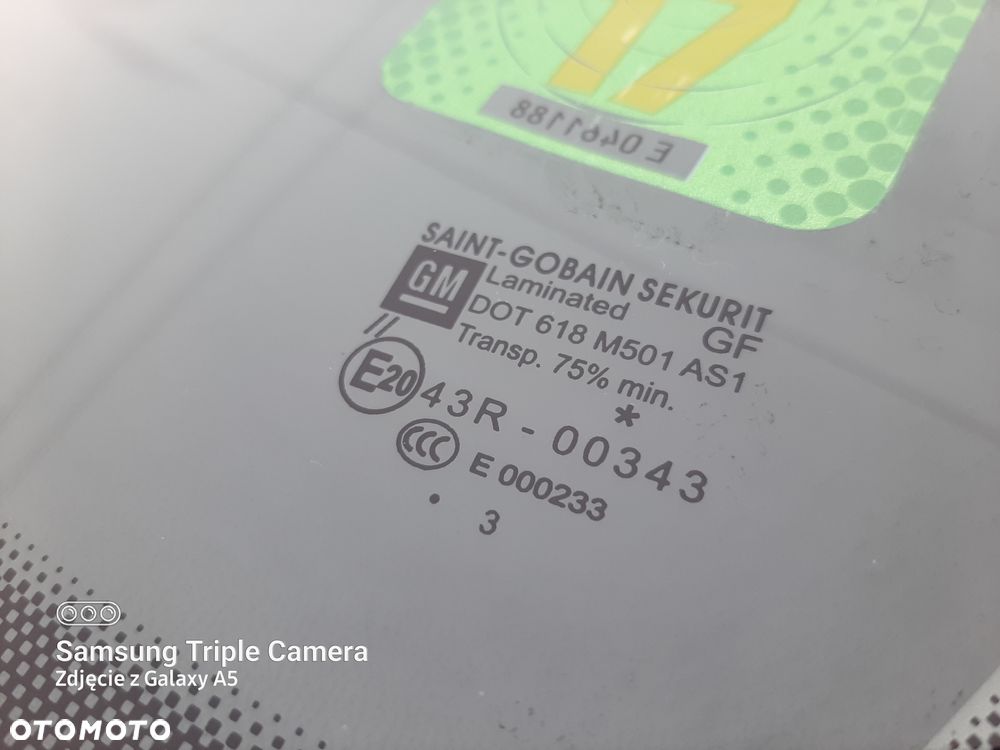 17
E 0461188
SAINT-GOBAIN SEKURIT
GM
Laminated
GF
DOT 618 M501 AS1
Transp. 75% min.
//
*
E20 43R - 00343
CCC E 000233
. 3
Samsung Triple Camera
Zdjęcie z Galaxy A5
OTOMOTO